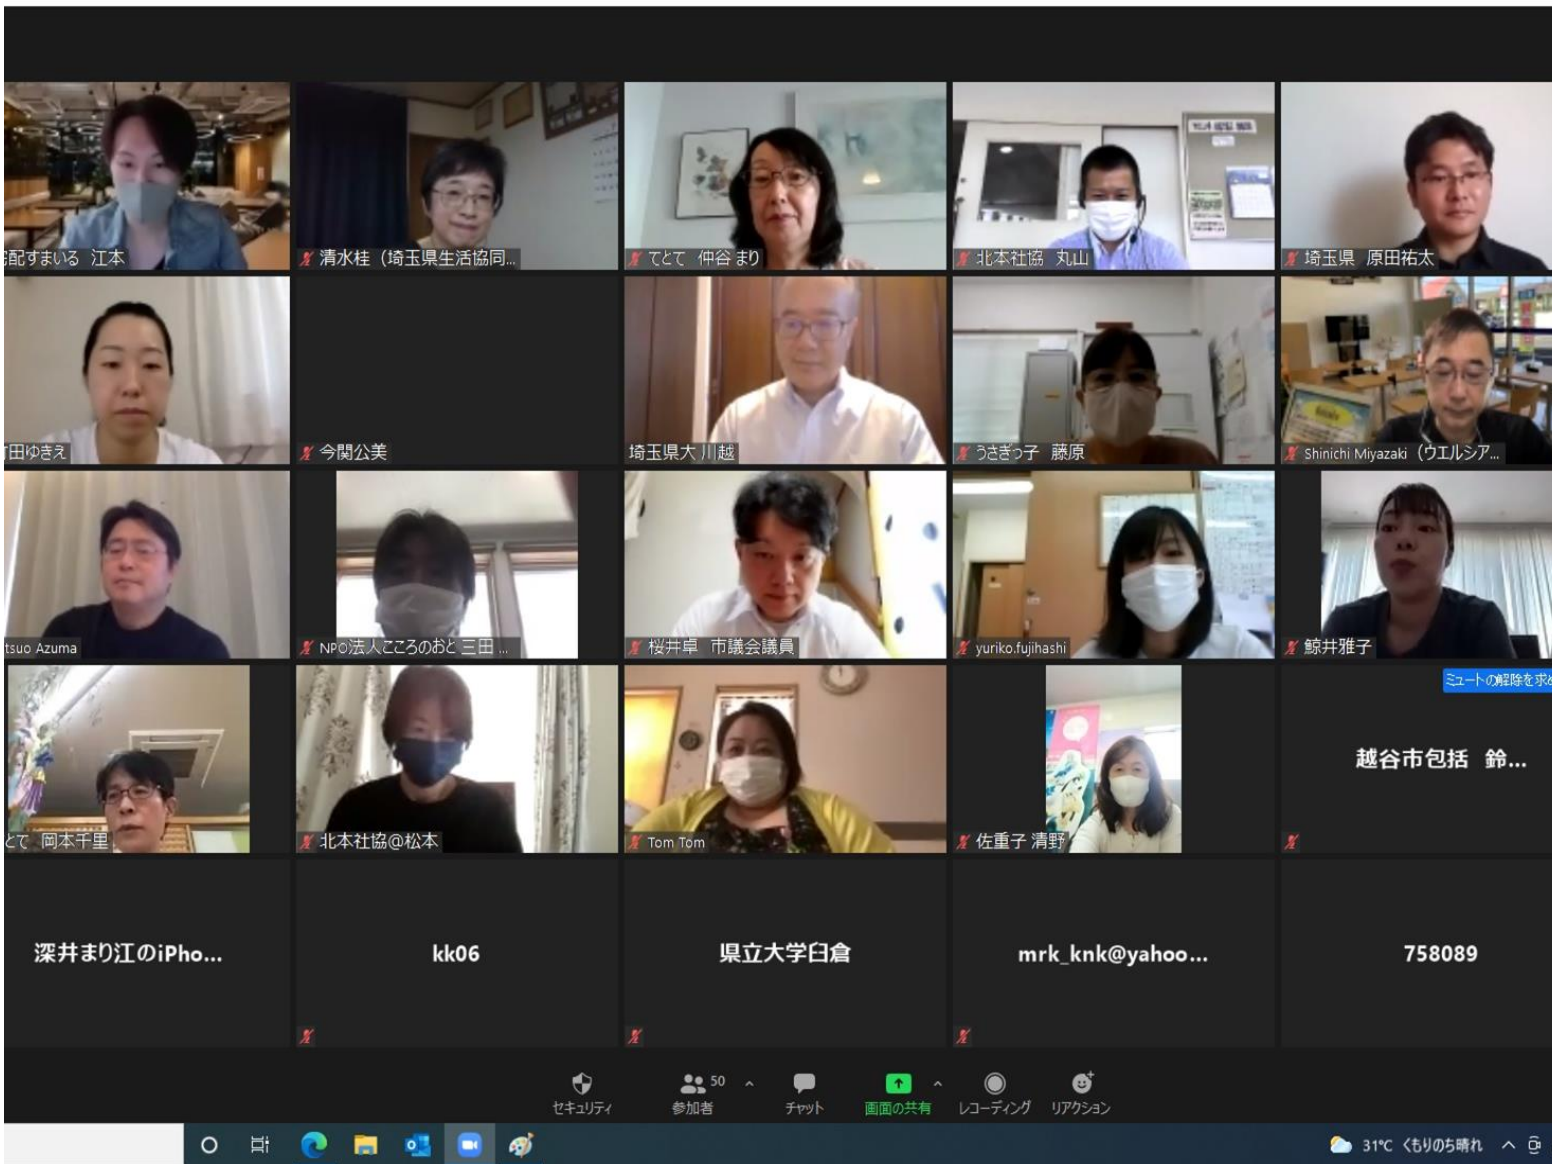 配すまいる 江本
清水桂（埼玉県生活協同...
てとて 仲谷 まり
北本社協 丸山
埼玉県 原田祐太
田ゆきえ
今関公美
埼玉県大 川越
うさぎっ子 藤原
Shinichi Miyazaki（ウエルシア...
tsuo Azuma
NPO法人こころのおと 三田 ...
桜井卓 市議会議員
yuriko.fujihashi
鯨井雅子
とて 岡本千里
北本社協@松本
Tom Tom
佐重子 清野
ミュートの解除を求め
越谷市包括 鈴...
深井まり江のiPho...
kk06
県立大学臼倉
mrk_knk@yahoo...
758089
50
セキュリティ
参加者
チャット
画面の共有
レコーディング
リアクション
31℃ くもりのち晴れ